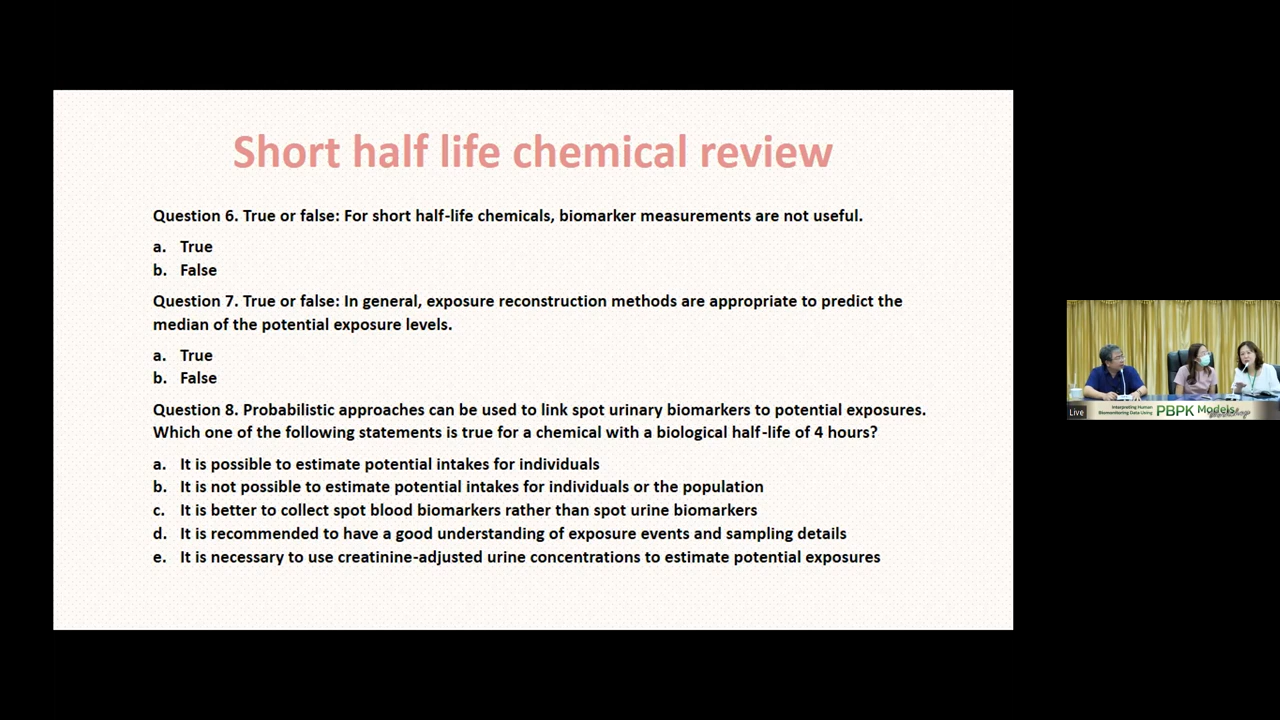 Short half life chemical review
Question 6. True or false: For short half-life chemicals, biomarker measurements are not useful.
a. True
b. False
Question 7. True or false: In general, exposure reconstruction methods are appropriate to predict the
median of the potential exposure levels.
a. True
b. False
Question 8. Probabilistic approaches can be used to link spot urinary biomarkers to potential exposures.
Which one of the following statements is true for a chemical with a biological half-life of 4 hours?
a. It is possible to estimate potential intakes for individuals
b. It is not possible to estimate potential intakes for individuals or the population
c. It is better to collect spot blood biomarkers rather than spot urine biomarkers
d. It is recommended to have a good understanding of exposure events and sampling details
e. It is necessary to use creatinine-adjusted urine concentrations to estimate potential exposures
Live
Interpreting Human
Biomonitoring Data Using
PBPK Models